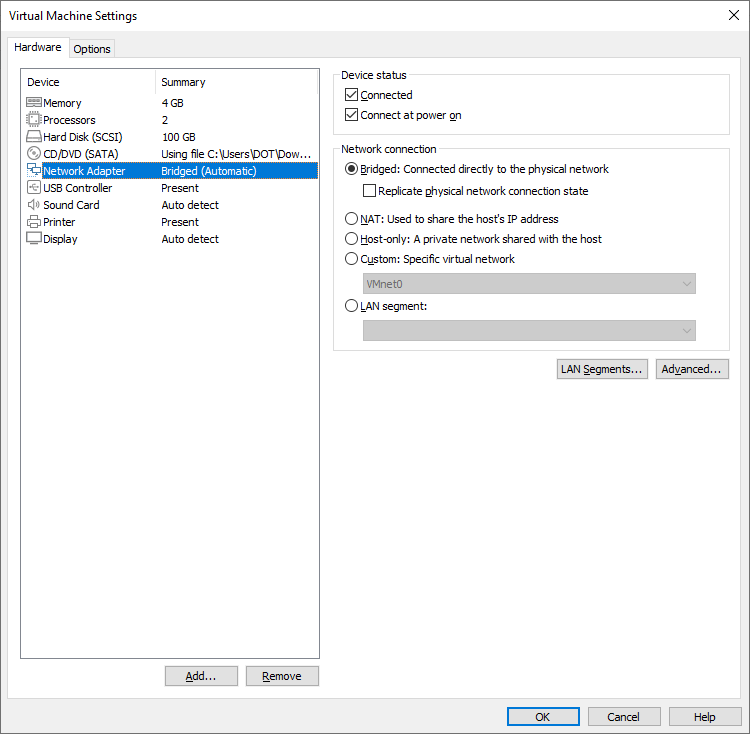 Virtual Machine Settings
Hardware
Options
Device Summary
Memory 4 GB
Processors 2
Hard Disk (SCSI) 100 GB
CD/DVD (SATA) Using file C:\Users\DOT\Dow...
Network Adapter Bridged (Automatic)
USB Controller Present
Sound Card Auto detect
Printer Present
Display Auto detect
Add...
Remove
Device status
Connected
Connect at power on
Network connection
Bridged: Connected directly to the physical network
Replicate physical network connection state
NAT: Used to share the host's IP address
Host-only: A private network shared with the host
Custom: Specific virtual network
VMnet0
LAN segment:
LAN Segments...
Advanced...
OK
Cancel
Help